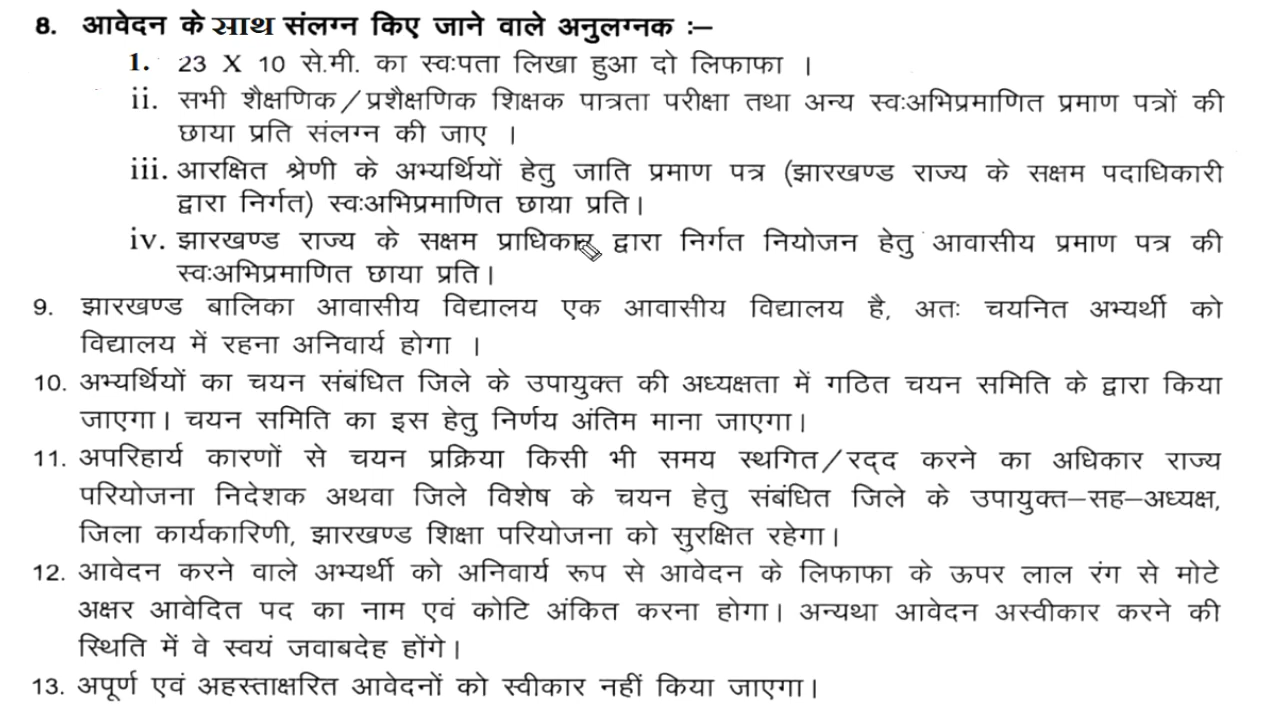 8. आवेदन के साथ संलग्न किए जाने वाले अनुलग्नक :–
1. 23 X 10 से.मी. का स्वःपता लिखा हुआ दो लिफाफा ।
ii. सभी शैक्षणिक/प्रशैक्षणिक शिक्षक पात्रता परीक्षा तथा अन्य स्वःअभिप्रमाणित प्रमाण पत्रों की
छाया प्रति संलग्न की जाए ।
iii. आरक्षित श्रेणी के अभ्यर्थियों हेतु जाति प्रमाण पत्र (झारखण्ड राज्य के सक्षम पदाधिकारी
द्वारा निर्गत) स्वःअभिप्रमाणित छाया प्रति।
iv. झारखण्ड राज्य के सक्षम प्राधिकार द्वारा निर्गत नियोजन हेतु आवासीय प्रमाण पत्र की
स्वःअभिप्रमाणित छाया प्रति।
9. झारखण्ड बालिका आवासीय विद्यालय एक आवासीय विद्यालय है, अतः चयनित अभ्यर्थी को
विद्यालय में रहना अनिवार्य होगा ।
10. अभ्यर्थियों का चयन संबंधित जिले के उपायुक्त की अध्यक्षता में गठित चयन समिति के द्वारा किया
जाएगा। चयन समिति का इस हेतु निर्णय अंतिम माना जाएगा।
11. अपरिहार्य कारणों से चयन प्रक्रिया किसी भी समय स्थगित/रद्द करने का अधिकार राज्य
परियोजना निदेशक अथवा जिले विशेष के चयन हेतु संबंधित जिले के उपायुक्त–सह–अध्यक्ष,
जिला कार्यकारिणी, झारखण्ड शिक्षा परियोजना को सुरक्षित रहेगा।
12. आवेदन करने वाले अभ्यर्थी को अनिवार्य रूप से आवेदन के लिफाफा के ऊपर लाल रंग से मोटे
अक्षर आवेदित पद का नाम एवं कोटि अंकित करना होगा। अन्यथा आवेदन अस्वीकार करने की
स्थिति में वे स्वयं जवाबदेह होंगे।
13. अपूर्ण एवं अहस्ताक्षरित आवेदनों को स्वीकार नहीं किया जाएगा।